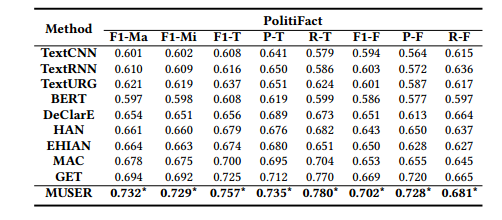 Method PolitiFact
F1-Ma F1-Mi F1-T P-T R-T F1-F P-F R-F
TextCNN 0.601 0.602 0.608 0.641 0.579 0.594 0.564 0.615
TextRNN 0.610 0.609 0.616 0.650 0.586 0.603 0.572 0.636
TextURG 0.621 0.619 0.637 0.651 0.624 0.601 0.587 0.617
BERT 0.597 0.598 0.608 0.619 0.599 0.586 0.577 0.597
DeClarE 0.654 0.651 0.656 0.689 0.673 0.651 0.613 0.664
HAN 0.661 0.660 0.679 0.676 0.682 0.643 0.650 0.637
EHIAN 0.664 0.663 0.674 0.680 0.651 0.650 0.628 0.627
MAC 0.678 0.675 0.700 0.695 0.704 0.653 0.655 0.645
GET 0.694 0.692 0.725 0.712 0.770 0.669 0.720 0.665
MUSER 0.732* 0.729* 0.757* 0.735* 0.780* 0.702* 0.728* 0.681*